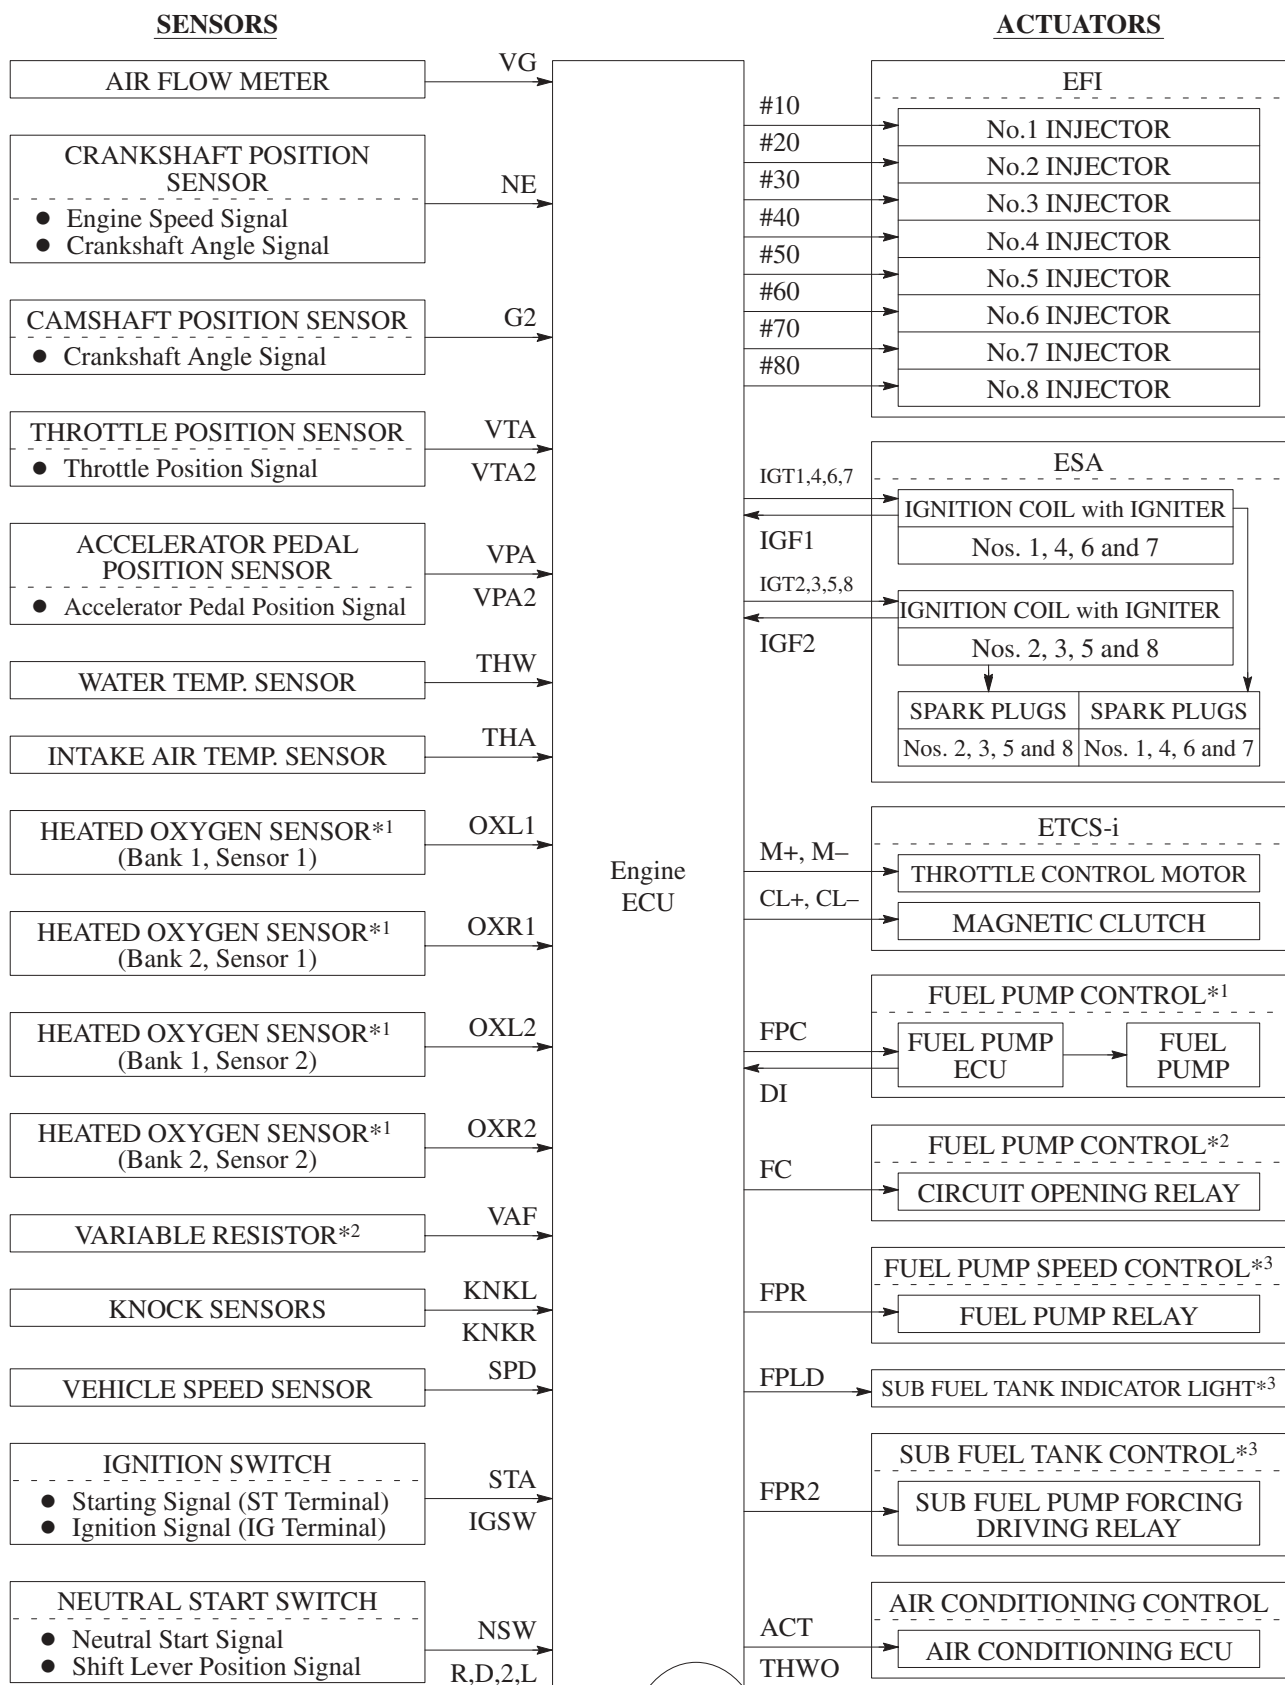 SENSORS
AIR FLOW METER
VG
CRANKSHAFT POSITION
SENSOR
● Engine Speed Signal
● Crankshaft Angle Signal
NE
CAMSHAFT POSITION SENSOR
● Crankshaft Angle Signal
G2
THROTTLE POSITION SENSOR
● Throttle Position Signal
VTA
VTA2
ACCELERATOR PEDAL
POSITION SENSOR
● Accelerator Pedal Position Signal
VPA
VPA2
WATER TEMP. SENSOR
THW
INTAKE AIR TEMP. SENSOR
THA
HEATED OXYGEN SENSOR*1
(Bank 1, Sensor 1)
OXL1
HEATED OXYGEN SENSOR*1
(Bank 2, Sensor 1)
OXR1
HEATED OXYGEN SENSOR*1
(Bank 1, Sensor 2)
OXL2
HEATED OXYGEN SENSOR*1
(Bank 2, Sensor 2)
OXR2
VARIABLE RESISTOR*2
VAF
KNOCK SENSORS
KNKL
KNKR
VEHICLE SPEED SENSOR
SPD
IGNITION SWITCH
● Starting Signal (ST Terminal)
● Ignition Signal (IG Terminal)
STA
IGSW
NEUTRAL START SWITCH
● Neutral Start Signal
● Shift Lever Position Signal
NSW
R,D,2,L
Engine
ECU
ACTUATORS
EFI
#10
No.1 INJECTOR
#20
No.2 INJECTOR
#30
No.3 INJECTOR
#40
No.4 INJECTOR
#50
No.5 INJECTOR
#60
No.6 INJECTOR
#70
No.7 INJECTOR
#80
No.8 INJECTOR
ESA
IGT1,4,6,7
IGNITION COIL with IGNITER
IGF1
Nos. 1, 4, 6 and 7
IGT2,3,5,8
IGNITION COIL with IGNITER
IGF2
Nos. 2, 3, 5 and 8
SPARK PLUGS SPARK PLUGS
Nos. 2, 3, 5 and 8 Nos. 1, 4, 6 and 7
ETCS-i
M+, M–
THROTTLE CONTROL MOTOR
CL+, CL–
MAGNETIC CLUTCH
FUEL PUMP CONTROL*1
FPC
DI
FUEL PUMP
ECU
FUEL
PUMP
FUEL PUMP CONTROL*2
FC
CIRCUIT OPENING RELAY
FUEL PUMP SPEED CONTROL*3
FPR
FUEL PUMP RELAY
FPLD
SUB FUEL TANK INDICATOR LIGHT*3
SUB FUEL TANK CONTROL*3
FPR2
SUB FUEL PUMP FORCING
DRIVING RELAY
AIR CONDITIONING CONTROL
ACT
THWO
AIR CONDITIONING ECU